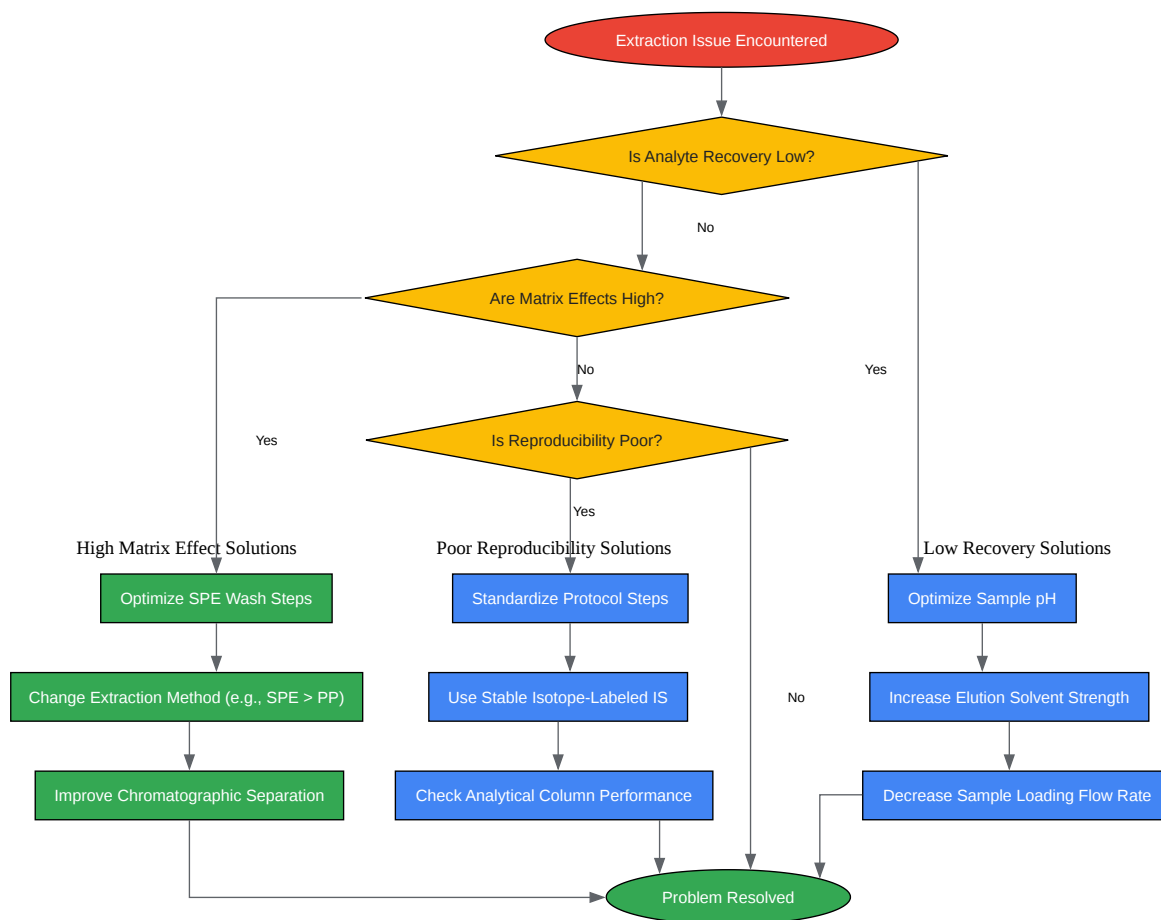 Extraction Issue Encountered
Is Analyte Recovery Low?
No
Are Matrix Effects High?
No
Yes
Is Reproducibility Poor?
Yes
Yes
High Matrix Effect Solutions
Poor Reproducibility Solutions
Low Recovery Solutions
Optimize SPE Wash Steps
Standardize Protocol Steps
Optimize Sample pH
Change Extraction Method (e.g., SPE > PP)
Use Stable Isotope-Labeled IS
No
Increase Elution Solvent Strength
Improve Chromatographic Separation
Check Analytical Column Performance
Decrease Sample Loading Flow Rate
Problem Resolved